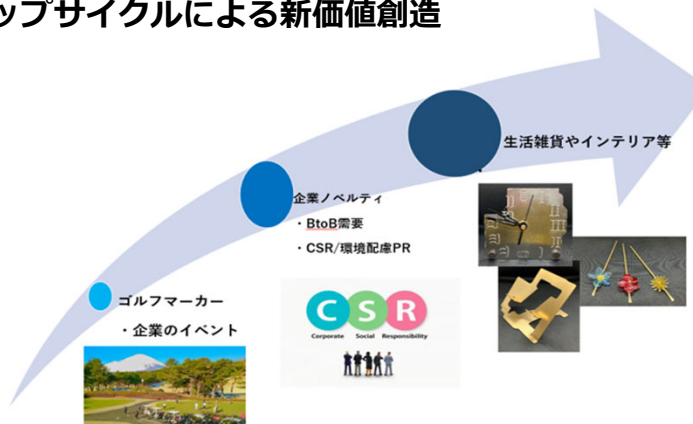 ップサイクルによる新価値創造
生活雑貨やインテリア等
企業ノベルティ
・BtoB需要
・CSR/環境配慮PR
ゴルフマーカー
・企業のイベント
CSR
Corporate Social Responsibility